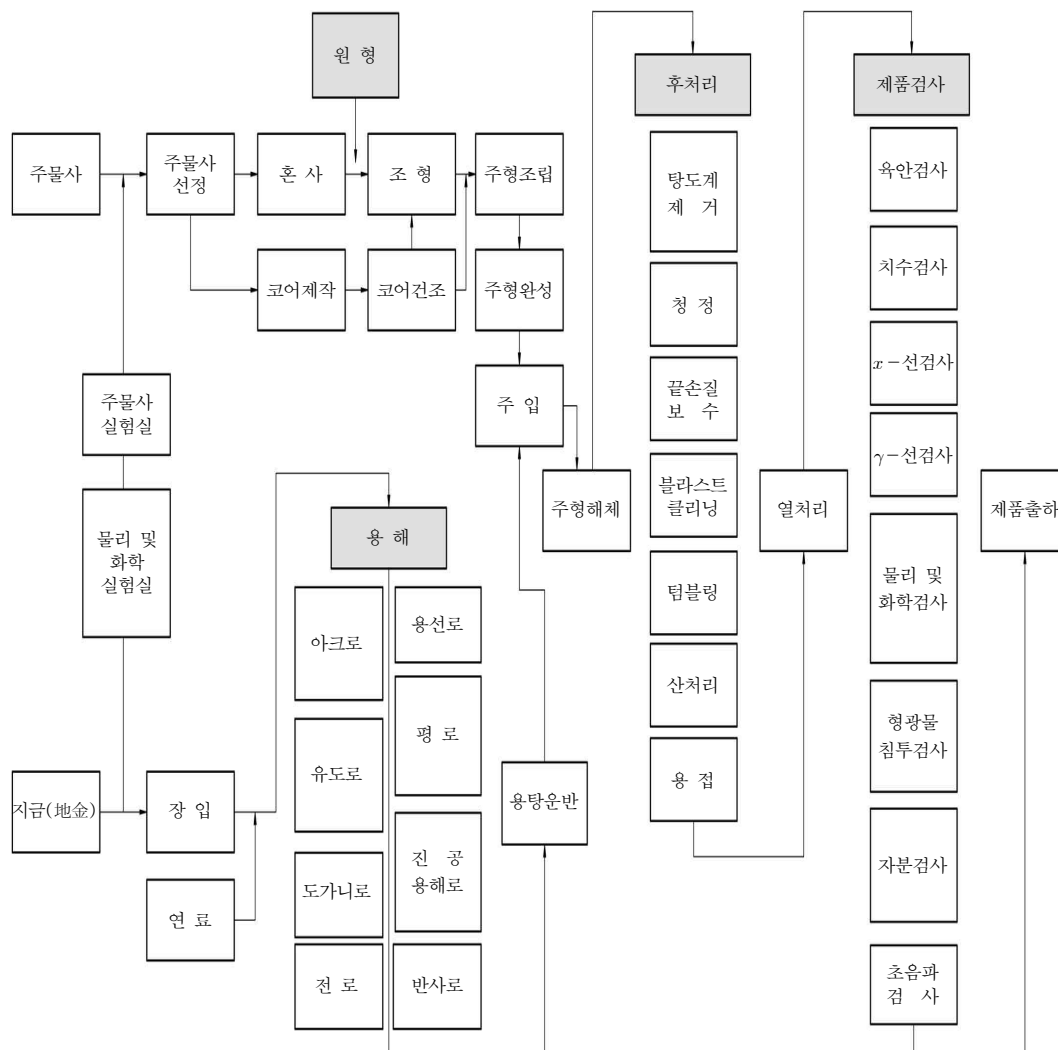 원 형
후처리
제품검사
주물사
주물사
선정
혼 사
조 형
주형조립
코어제작
코어건조
주형완성
주물사
실험실
주 입
물리 및
화학
실험실
주형해체
용 해
아크로
용선로
평 로
유도로
지금(地金)
장 입
연 료
도가니로
진 공
용해로
전 로
반사로
용탕운반
탕도계
제 거
청 정
끝손질
보 수
블라스트
클리닝
텀블링
산처리
용 접
열처리
육안검사
치수검사
x-선검사
γ-선검사
물리 및
화학검사
형광물
침투검사
자분검사
초음파
검 사
제품출하